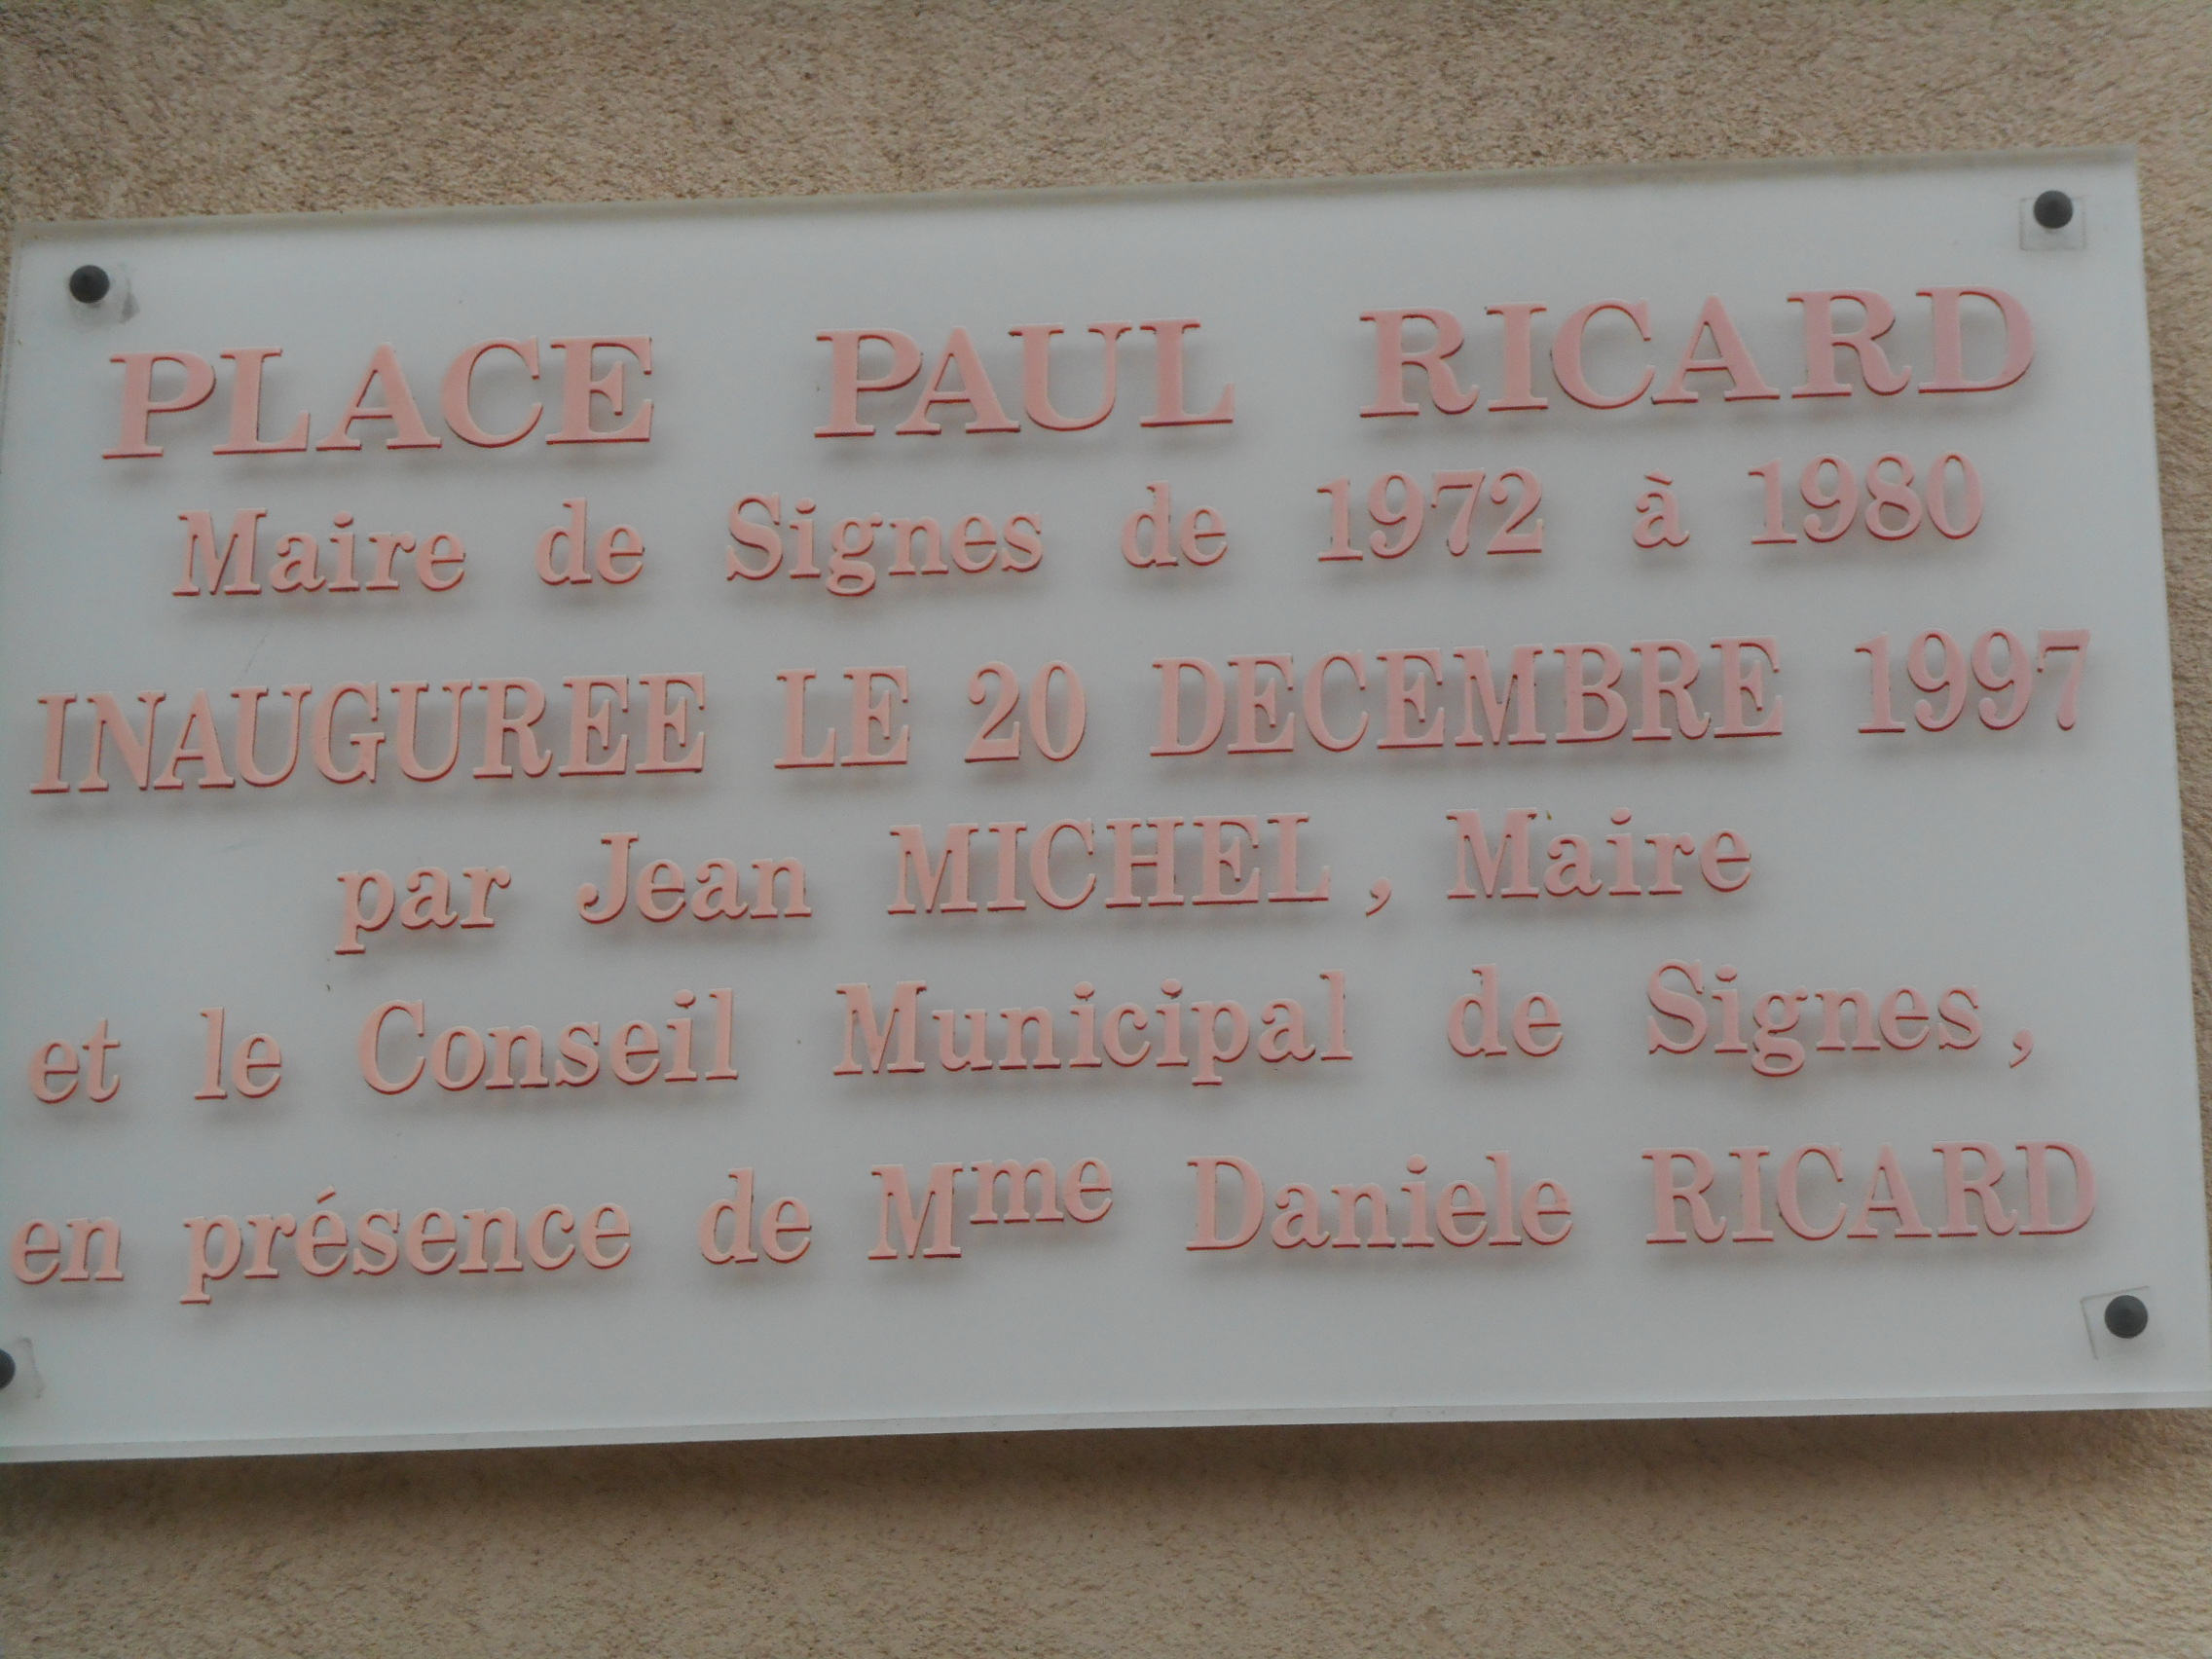 PLACE PAUL RICARD
Maire de Signes de 1972 à 1980
INAUGUREE LE 20 DECEMBRE 1997
par Jean MICHEL, Maire
et le Conseil Municipal de Signes,
en présence de Mme Daniele RICARD